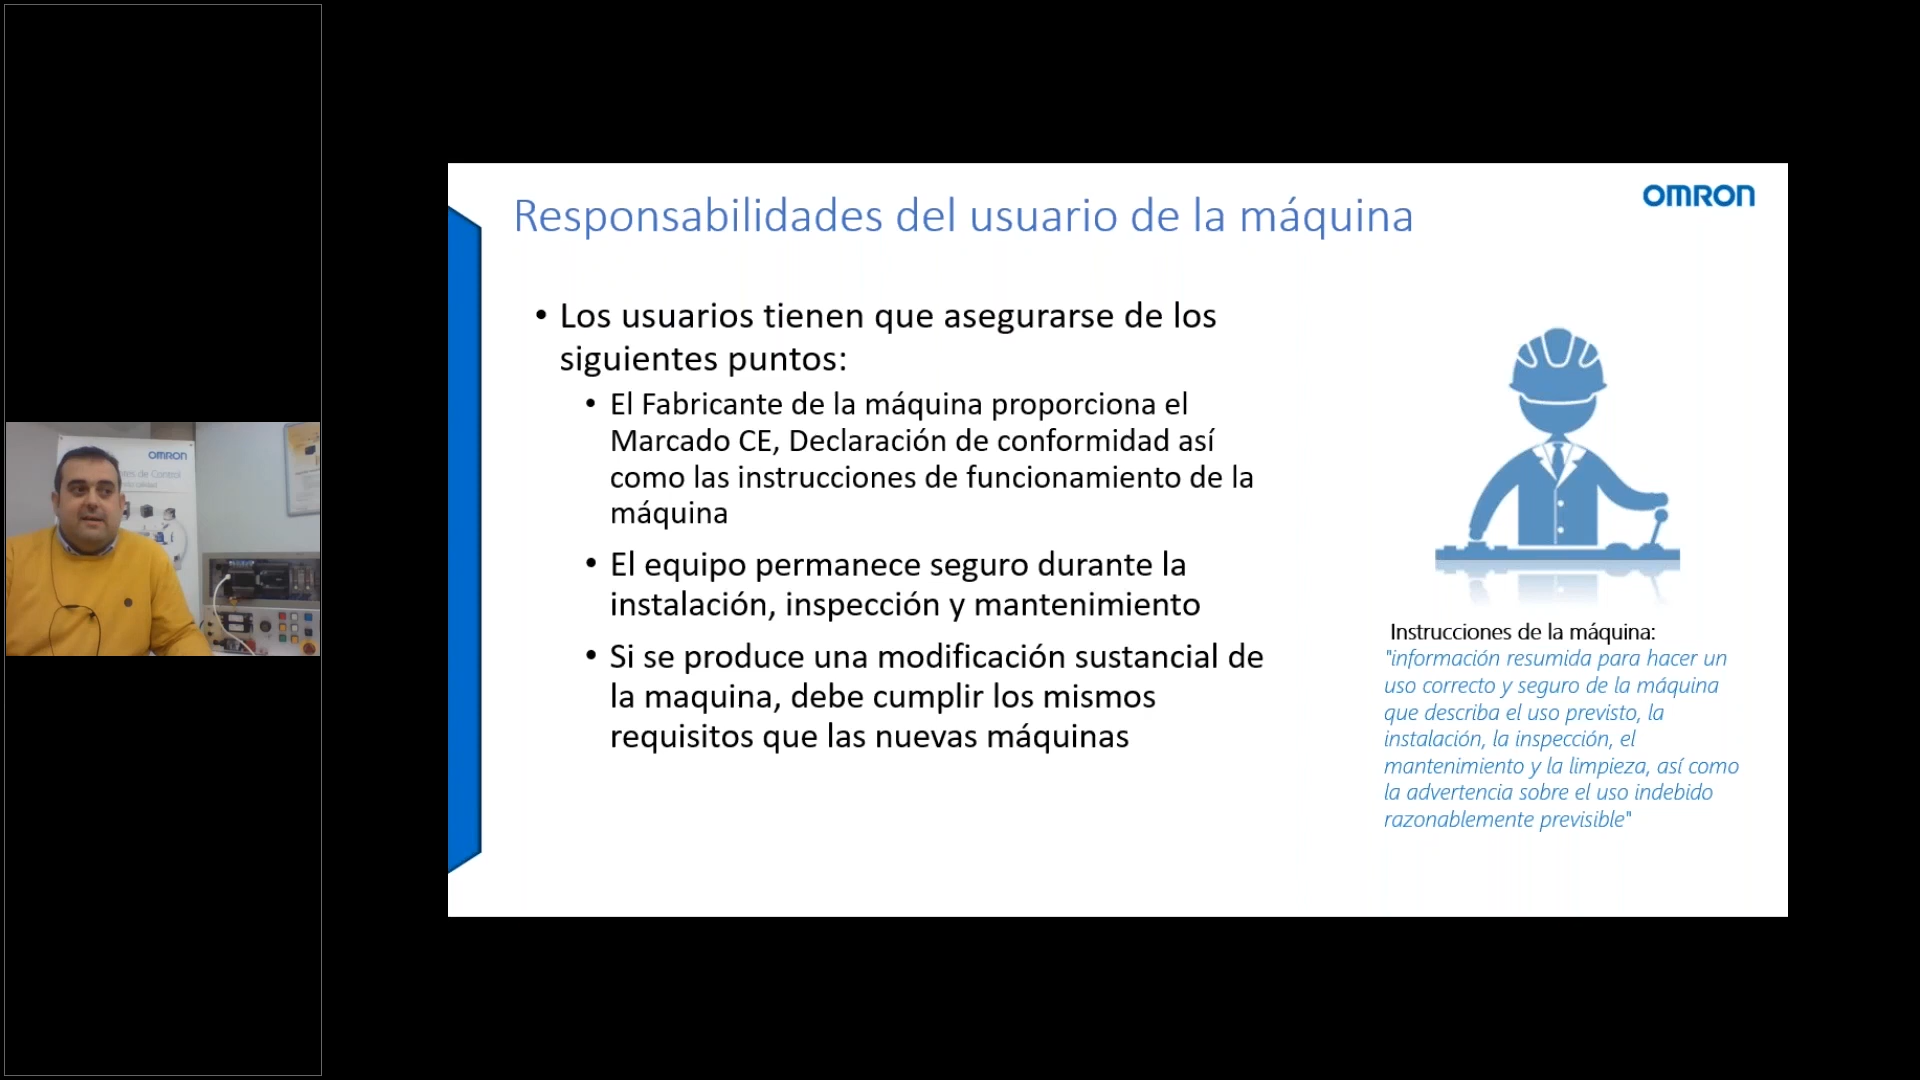 Responsabilidades del usuario de la máquina
OMRON
• Los usuarios tienen que asegurarse de los
siguientes puntos:
• El Fabricante de la máquina proporciona el
Marcado CE, Declaración de conformidad así
como las instrucciones de funcionamiento de la
máquina
• El equipo permanece seguro durante la
instalación, inspección y mantenimiento
• Si se produce una modificación sustancial de
la maquina, debe cumplir los mismos
requisitos que las nuevas máquinas
Instrucciones de la máquina:
"información resumida para hacer un
uso correcto y seguro de la máquina
que describa el uso previsto, la
instalación, la inspección, el
mantenimiento y la limpieza, así como
la advertencia sobre el uso indebido
razonablemente previsible"
OMRON
de Control